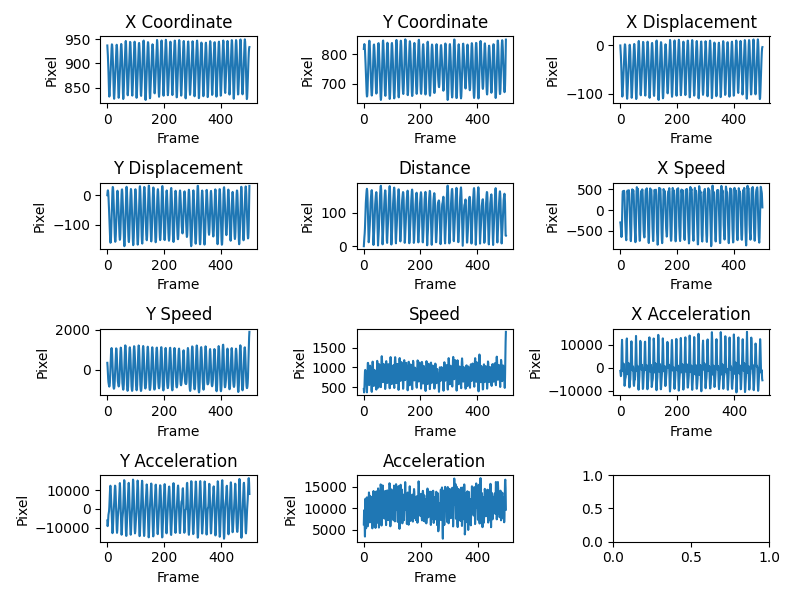 X Coordinate
Y Coordinate
X Displacement
950
900
850
Pixel
0
200
400
Frame
800
700
Pixel
0
200
400
Frame
0
−100
Pixel
0
200
400
Frame
Y Displacement
Distance
X Speed
0
−100
Pixel
0
200
400
Frame
100
0
Pixel
0
200
400
Frame
500
0
−500
Pixel
0
200
400
Frame
Y Speed
Speed
X Acceleration
2000
0
Pixel
0
200
400
Frame
1500
1000
500
Pixel
0
200
400
Frame
10000
0
−10000
Pixel
0
200
400
Frame
Y Acceleration
Acceleration
10000
0
−10000
Pixel
0
200
400
Frame
15000
10000
5000
Pixel
0
200
400
Frame
1.0
0.5
0.0
0.0
0.5
1.0